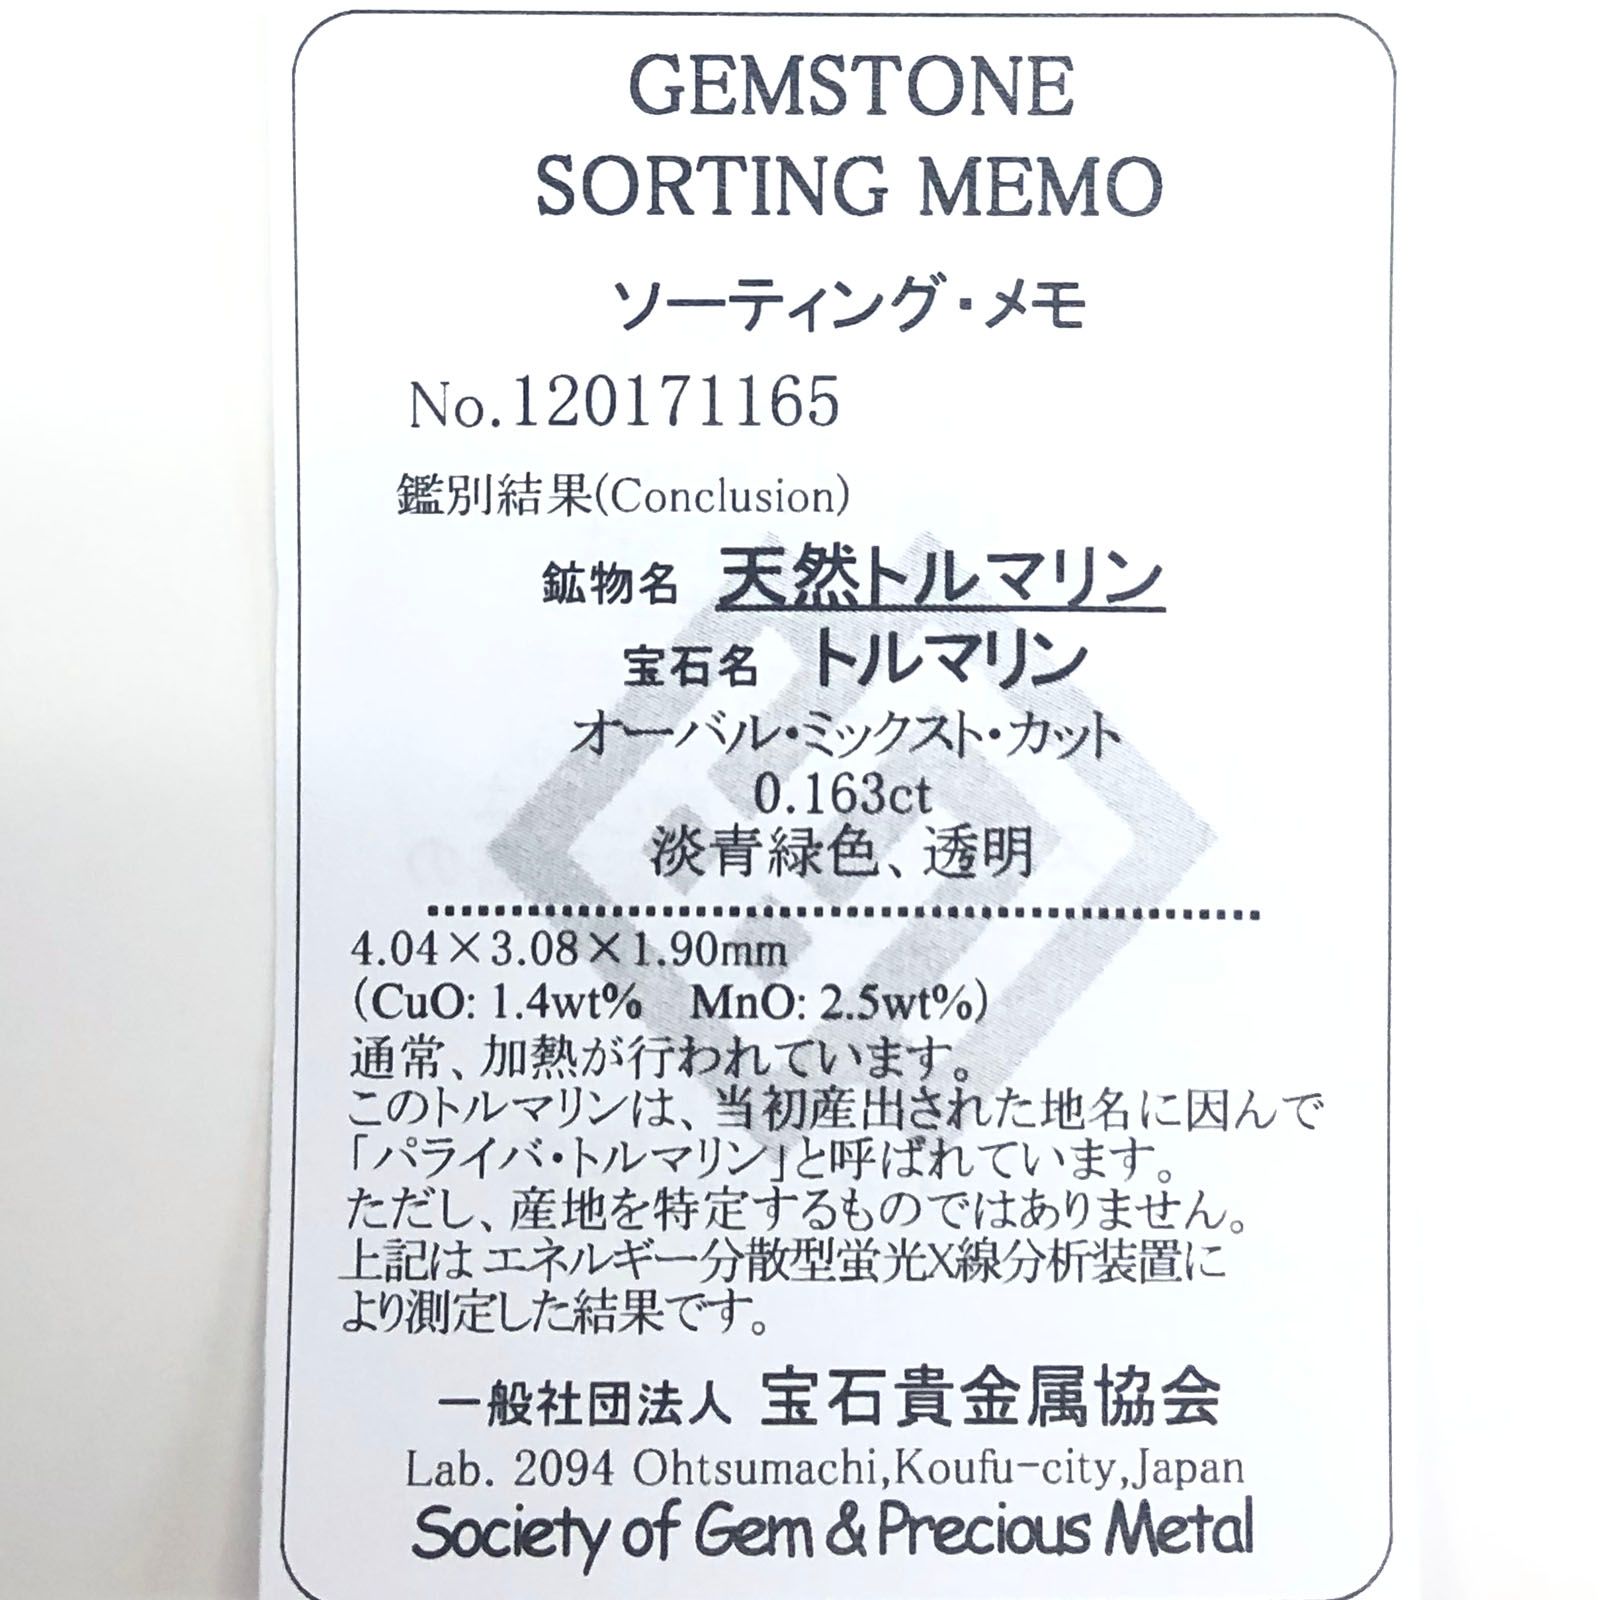 GEMSTONE
SORTING MEMO
ソーティング・メモ
No.120171165
鑑別結果(Conclusion)
鉱物名 天然トルマリン
宝石名 トルマリン
オーバル・ミックスト・カット
0.163ct
淡青緑色、透明
4.04×3.08×1.90mm
(CuO: 1.4wt% MnO: 2.5wt%)
通常、加熱が行われています。
このトルマリンは、当初産出された地名に因んで
「パライバ・トルマリン」と呼ばれています。
ただし、産地を特定するものではありません。
上記はエネルギー分散型蛍光X線分析装置に
より測定した結果です。
一般社団法人 宝石貴金属協会
Lab. 2094 Ohtsumachi,Koufu-city,Japan
Society of Gem & Precious Metal